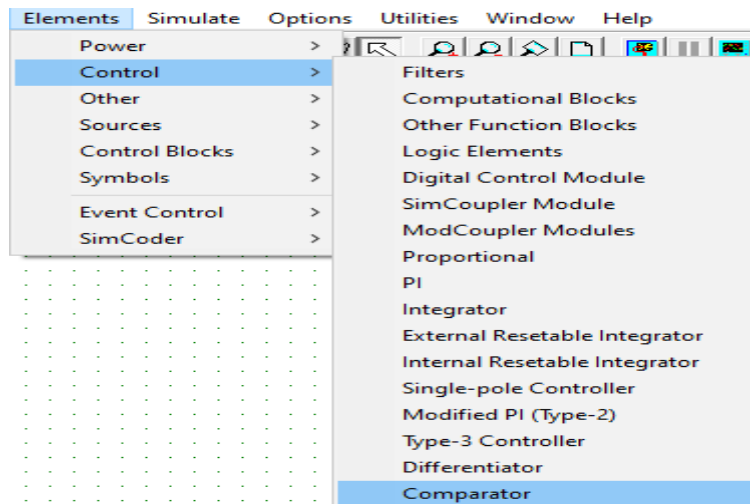 Elements Simulate Options Utilities Window Help
Power >
Control >
Other >
Sources >
Control Blocks >
Symbols >
Event Control >
SimCoder >
Filters
Computational Blocks
Other Function Blocks
Logic Elements
Digital Control Module
SimCoupler Module
ModCoupler Modules
Proportional
PI
Integrator
External Resetable Integrator
Internal Resetable Integrator
Single-pole Controller
Modified PI (Type-2)
Type-3 Controller
Differentiator
Comparator